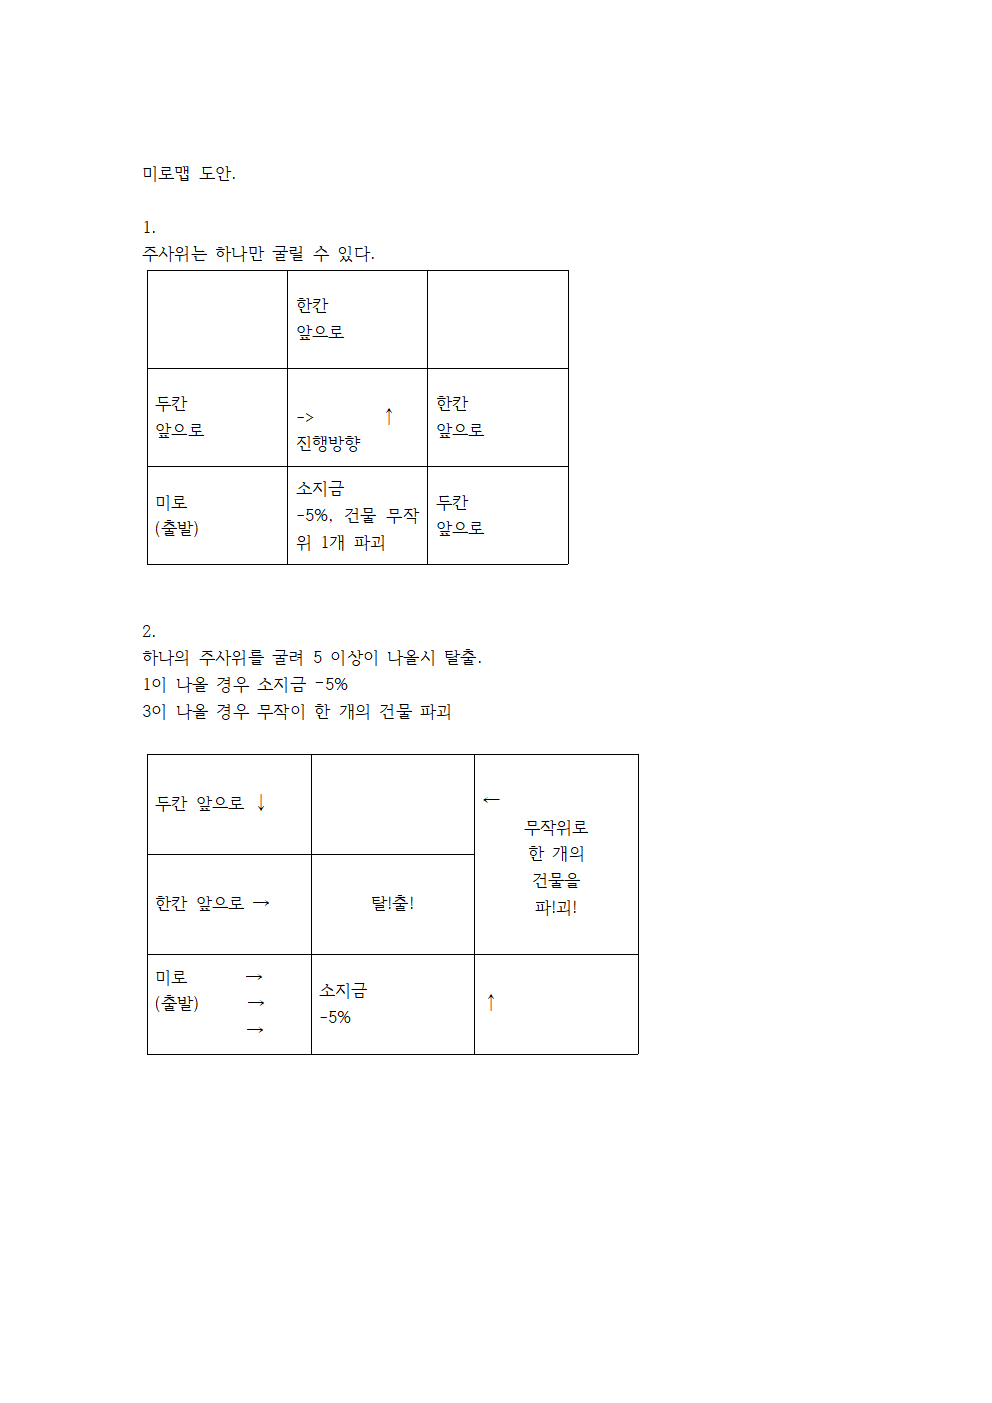 미로맵 도안.
1.
주사위는 하나만 굴릴 수 있다.
한칸
앞으로
두칸
앞으로
-> ↑
진행방향
한칸
앞으로
미로
(출발)
소지금
-5%, 건물 무작
위 1개 파괴
두칸
앞으로
2.
하나의 주사위를 굴려 5 이상이 나올시 탈출.
1이 나올 경우 소지금 -5%
3이 나올 경우 무작이 한 개의 건물 파괴
두칸 앞으로 ↓
←
무작위로
한 개의
건물을
파!괴!
한칸 앞으로 →
탈!출!
미로 →
(출발) →
→
소지금
-5%
↑